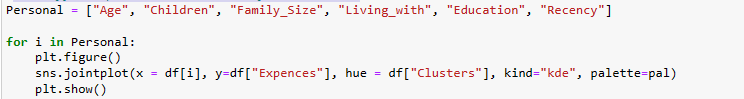 Personal = ["Age", "Children", "Family_Size", "Living_with", "Education", "Recency"]
for i in Personal:
    plt.figure()
    sns.jointplot(x = df[i], y=df["Expences"], hue = df["Clusters"], kind="kde", palette=pal)
    plt.show()